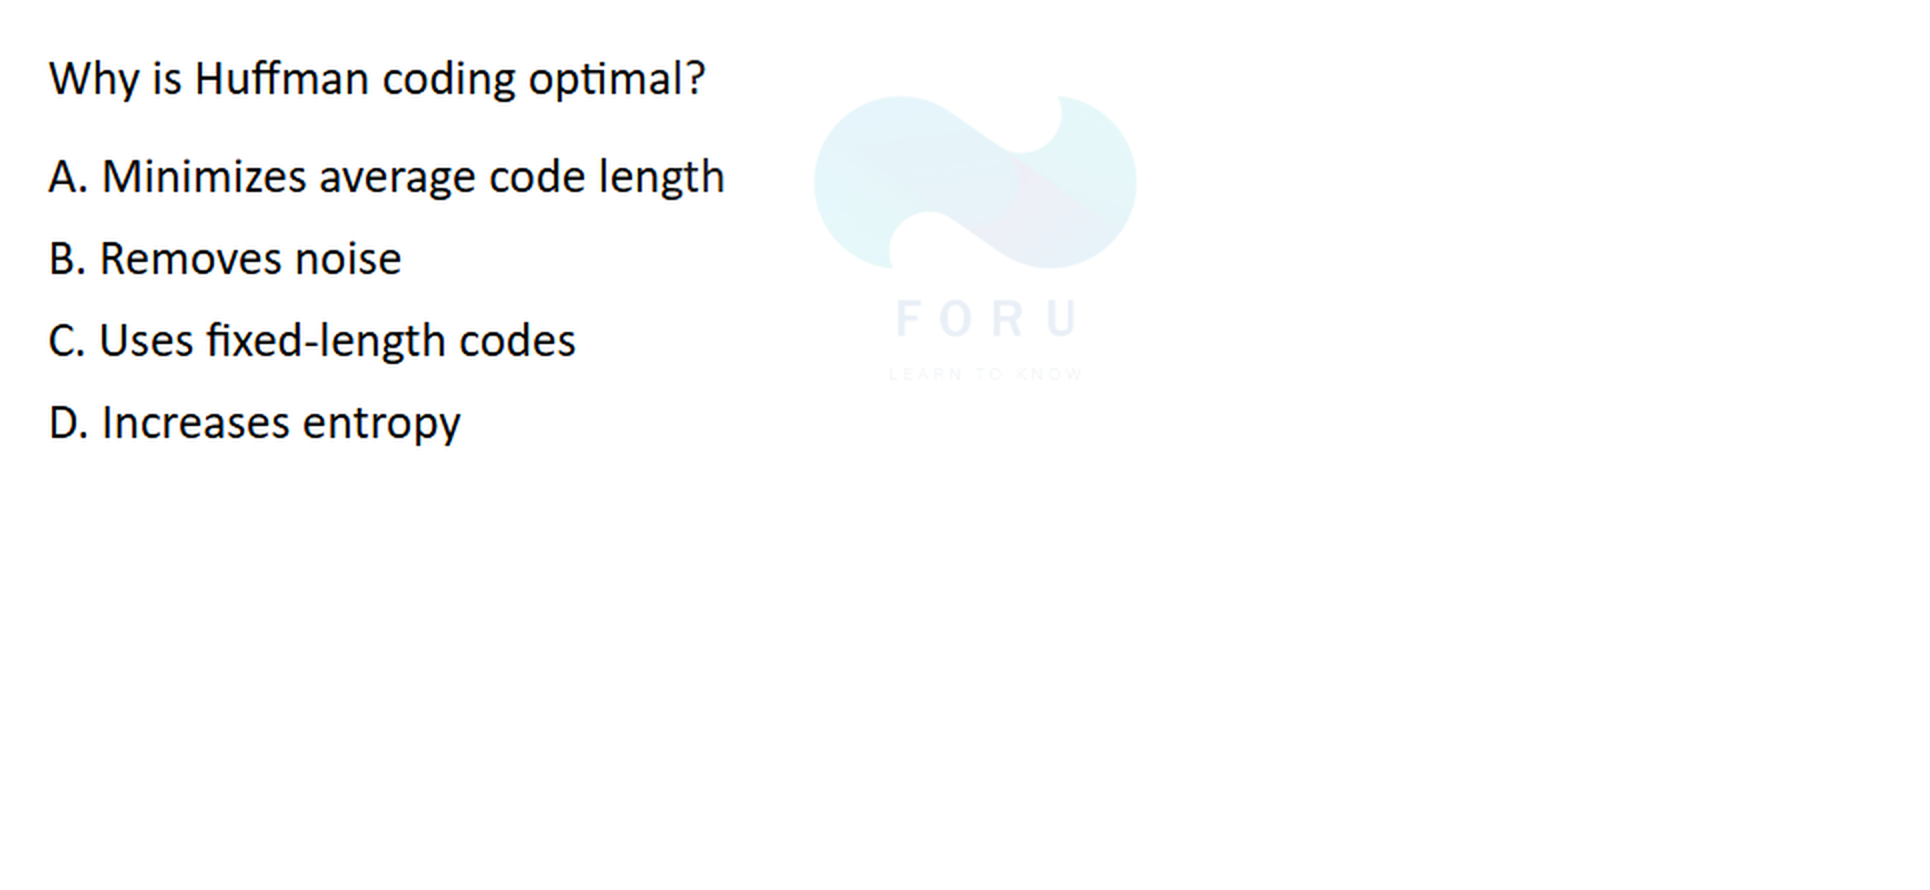 Why is Huffman coding optimal?
A. Minimizes average code length
B. Removes noise
C. Uses fixed-length codes
D. Increases entropy
FORU
LEARN TO KNOW